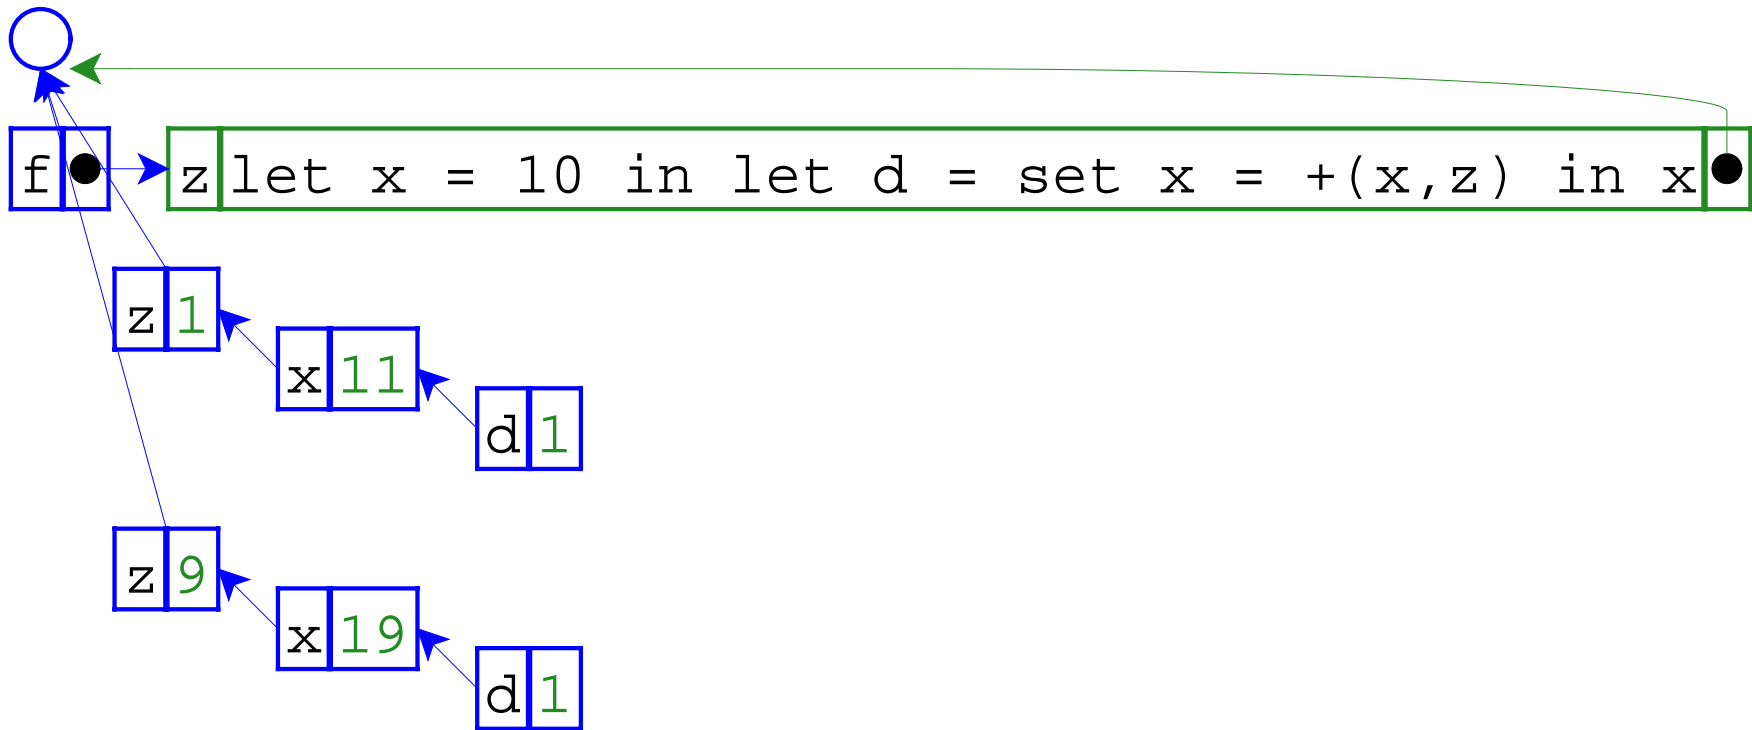 f z let x = 10 in let d = set x = +(x,z) in x
z 1
x 11
d 1
z 9
x 19
d 1